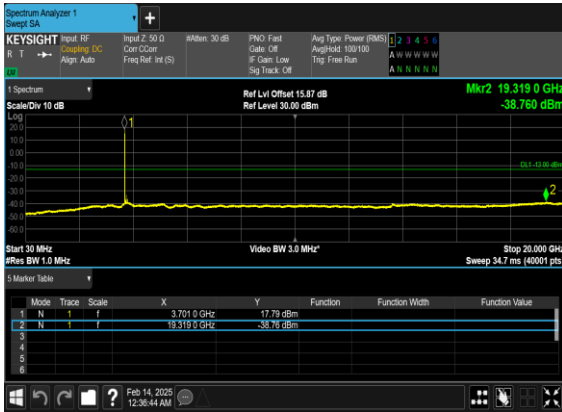 Spectrum Analyzer 1
Swept SA
+
KEYSIGHT Input: RF Input Z: 50 Ω #Atten: 30 dB PNO: Fast Avg Type: Power (RMS) 1 2 3 4 5 6
R T Coupling: DC Corr CCorr Gate: Off Avg|Hold: 100/100 A W W W W W
Align: Auto Freq Ref: Int (S) IF Gain: Low Trig: Free Run
LXI Sig Track: Off A N N N N N
1 Spectrum Ref Lvl Offset 15.87 dB Mkr2 19.319 0 GHz
Scale/Div 10 dB Ref Level 30.00 dBm -38.760 dBm
Log
20.0
10.0
0.00
-10.0
-20.0
-30.0
-40.0
-50.0
-60.0
1
DL1 -13.00 dBm
2
Start 30 MHz Video BW 3.0 MHz* Stop 20.000 GHz
#Res BW 1.0 MHz Sweep 34.7 ms (40001 pts)
5 Marker Table
Mode Trace Scale X Y Function Function Width Function Value
1 N 1 f 3.701 0 GHz 17.79 dBm
2 N 1 f 19.319 0 GHz -38.76 dBm
3
4
5
6
? Feb 14, 2025
12:36:44 AM